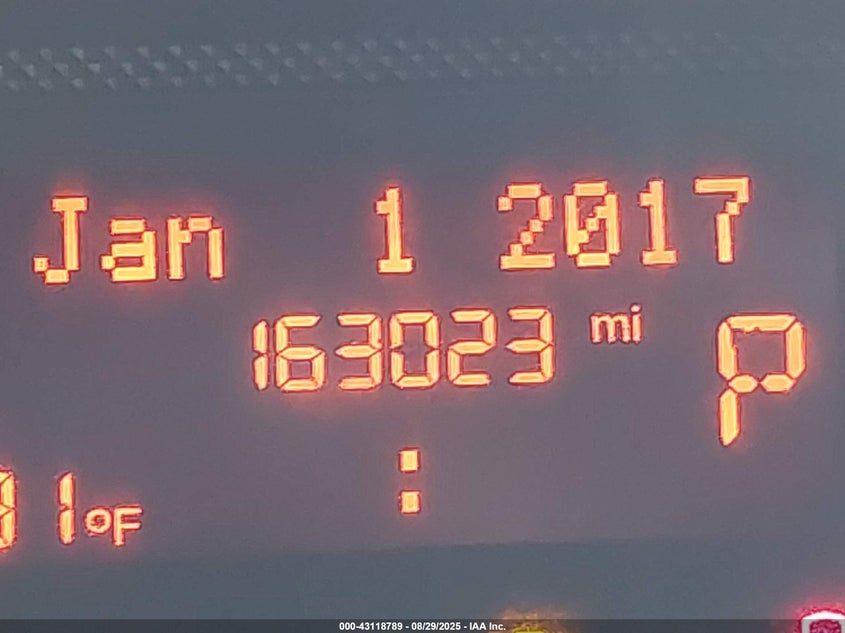 Jan 1 2017
163023 mi P
1°F :
000-43118789 - 08/29/2025 - IAA Inc.